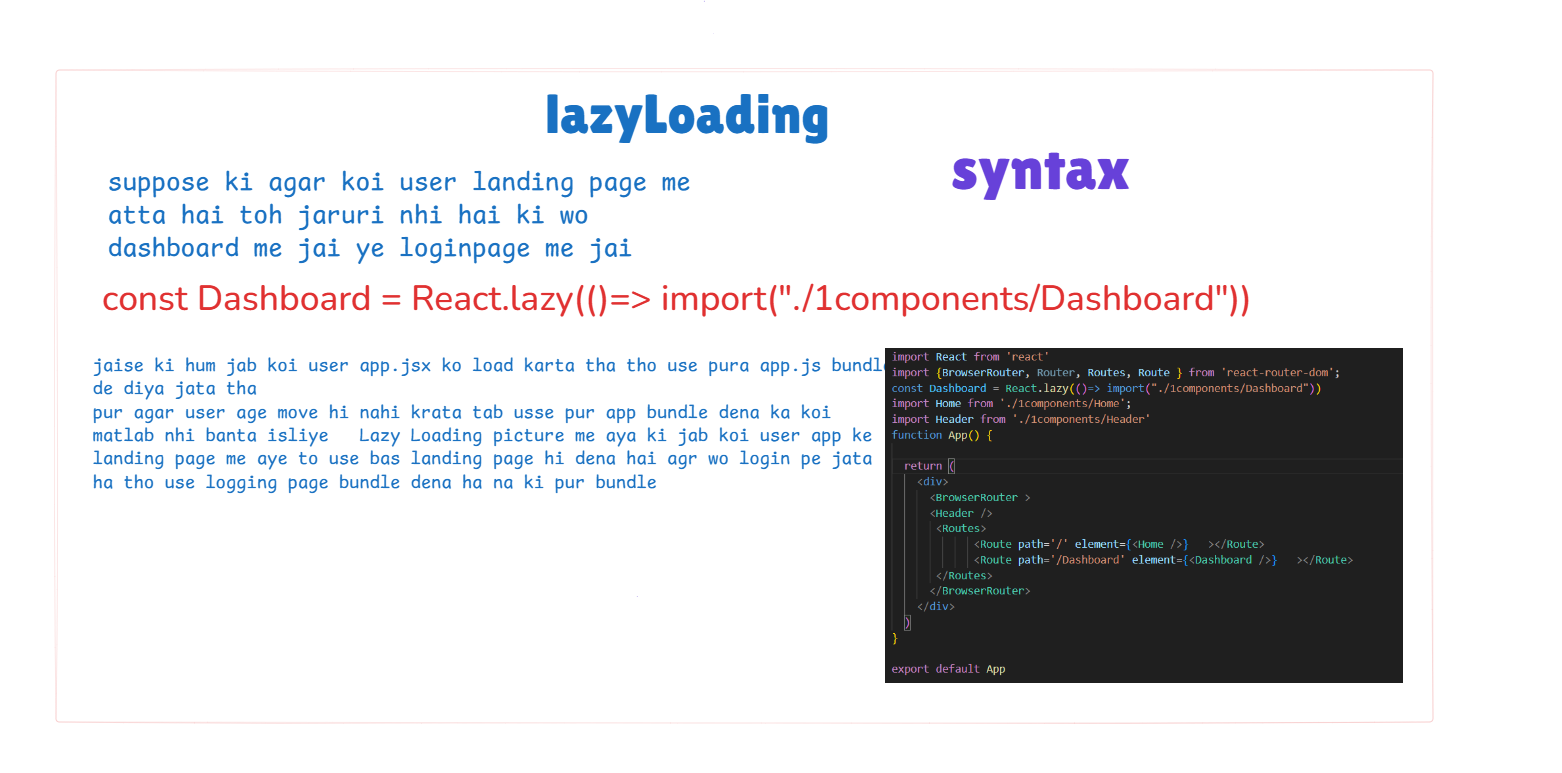 lazyLoading
syntax
suppose ki agar koi user landing page me
atta hai toh jaruri nhi hai ki wo
dashboard me jai ye loginpage me jai
const Dashboard = React.lazy(()=> import("./1components/Dashboard"))
jaise ki hum jab koi user app.jsx ko load karta tha tho use pura app.js bundl
de diya jata tha
pur agar user age move hi nahi krata tab usse pur app bundle dena ka koi
matlab nhi banta isliye   Lazy Loading picture me aya ki jab koi user app ke
landing page me aye to use bas landing page hi dena hai agr wo login pe jata
ha tho use logging page bundle dena ha na ki pur bundle
import React from 'react'
import {BrowserRouter, Router, Routes, Route } from 'react-router-dom';
const Dashboard = React.lazy(()=> import("./1components/Dashboard"))
import Home from './1components/Home';
import Header from './1components/Header'
function App() {
return (
<div>
<BrowserRouter >
<Header />
<Routes>
<Route path='/' element={<Home />}   ></Route>
<Route path='/Dashboard' element={<Dashboard />}   ></Route>
</Routes>
</BrowserRouter>
</div>
)
}
export default App